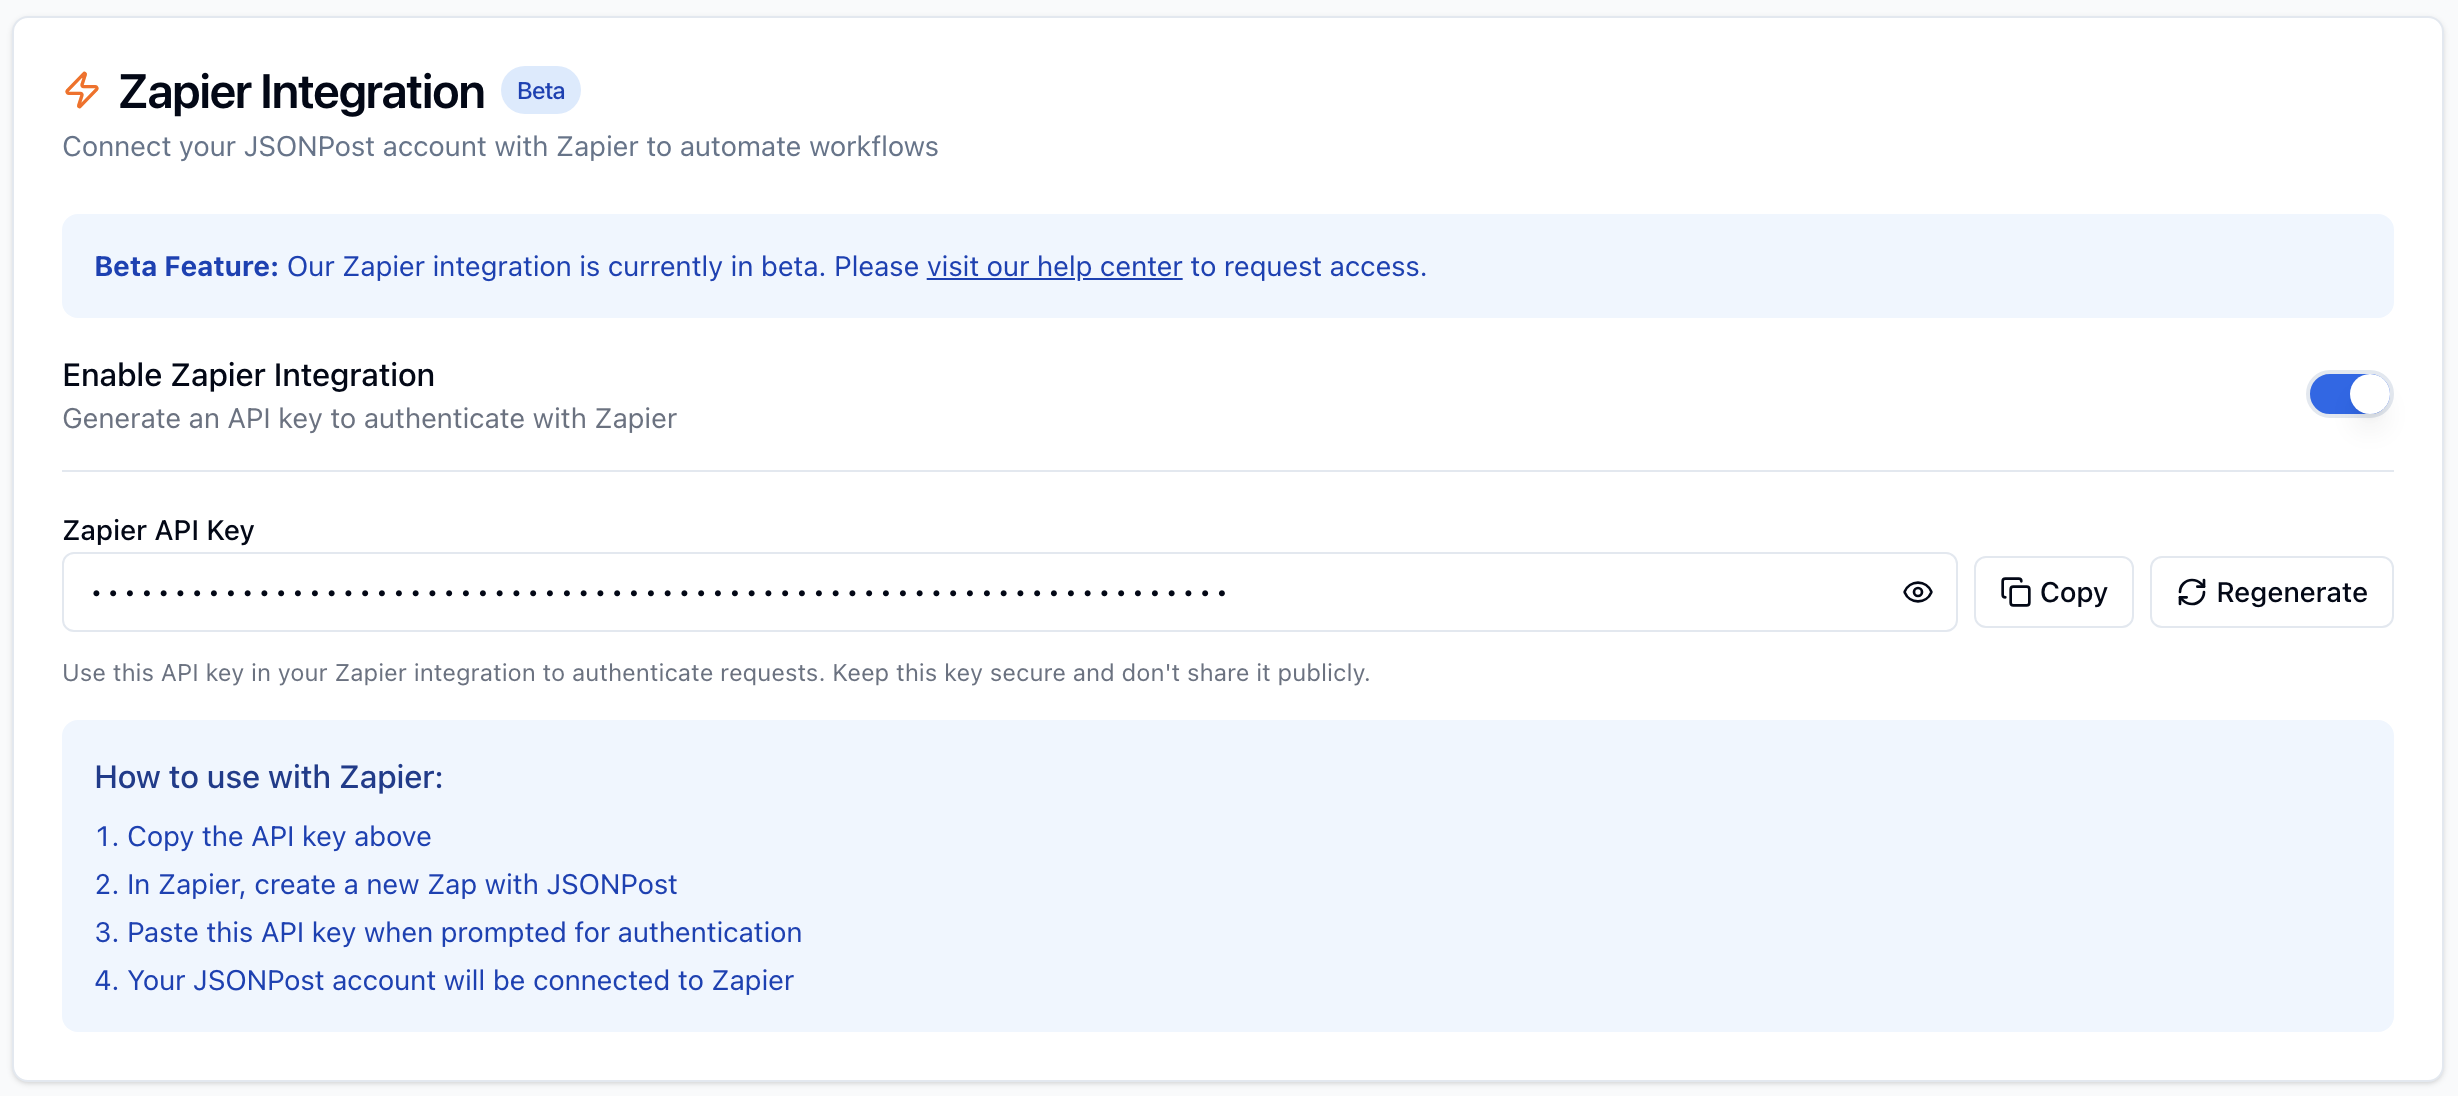 Zapier Integration Beta
Connect your JSONPost account with Zapier to automate workflows
Beta Feature: Our Zapier integration is currently in beta. Please visit our help center to request access.
Enable Zapier Integration
Generate an API key to authenticate with Zapier
Zapier API Key
Copy
Regenerate
Use this API key in your Zapier integration to authenticate requests. Keep this key secure and don't share it publicly.
How to use with Zapier:
1. Copy the API key above
2. In Zapier, create a new Zap with JSONPost
3. Paste this API key when prompted for authentication
4. Your JSONPost account will be connected to Zapier